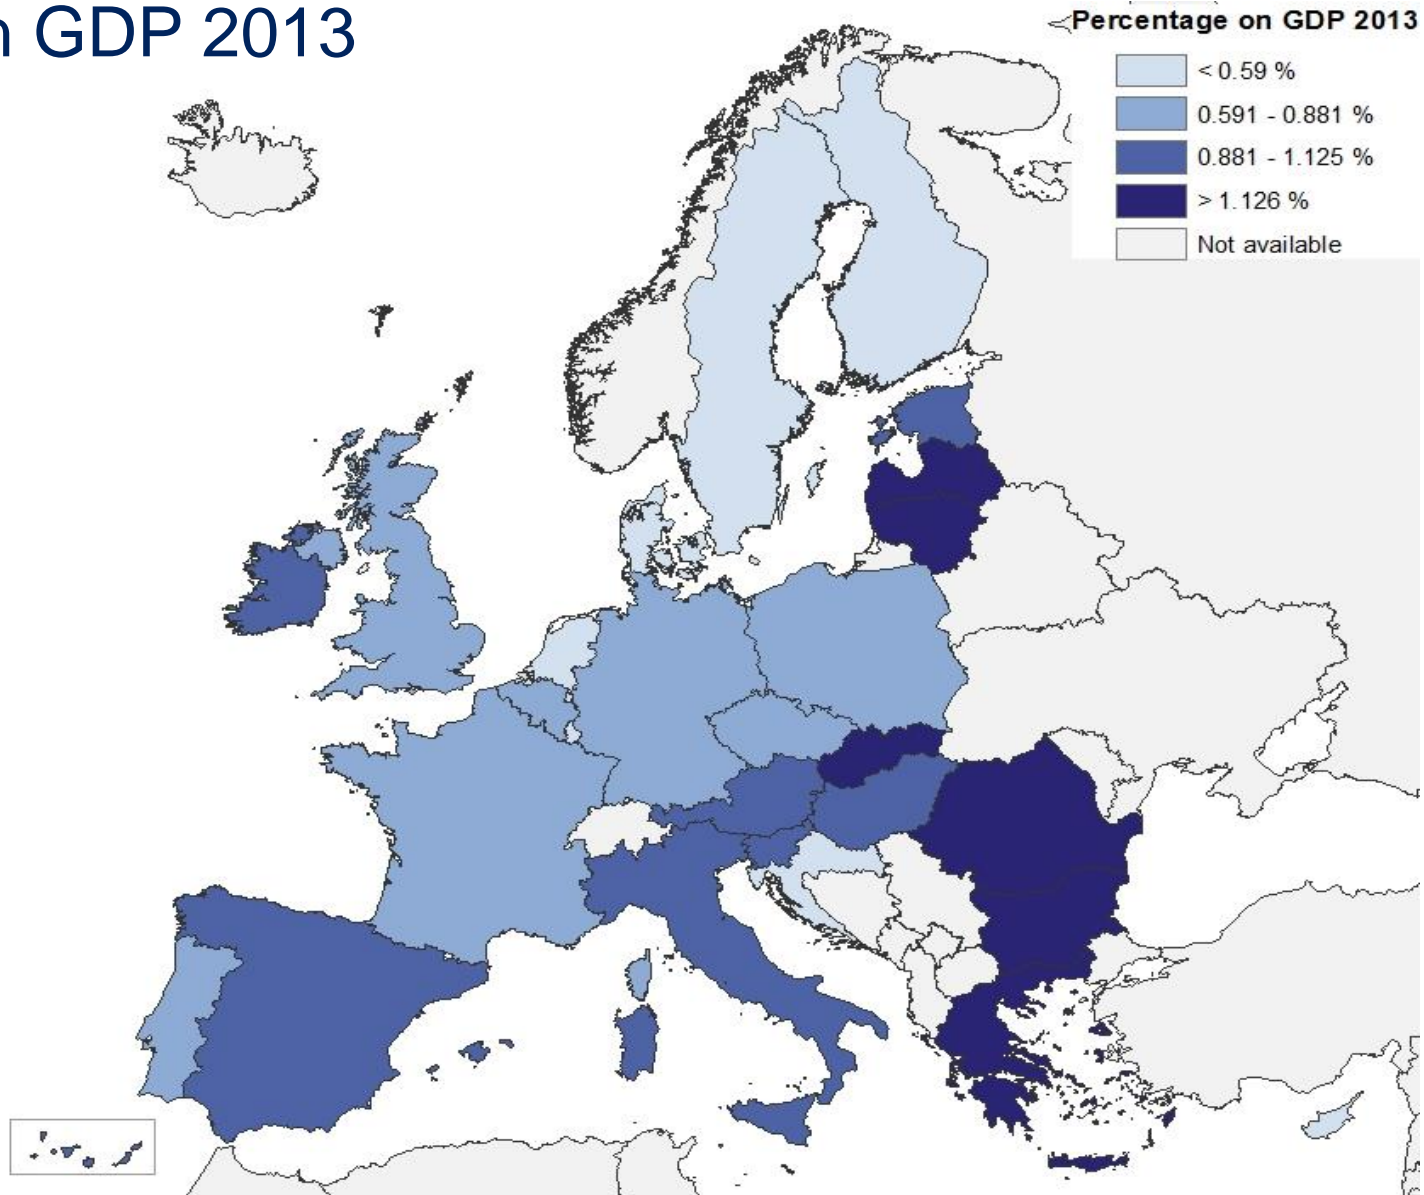 n GDP 2013
Percentage on GDP 2013
< 0.59 %
0.591 - 0.881 %
0.881 - 1.125 %
> 1.126 %
Not available